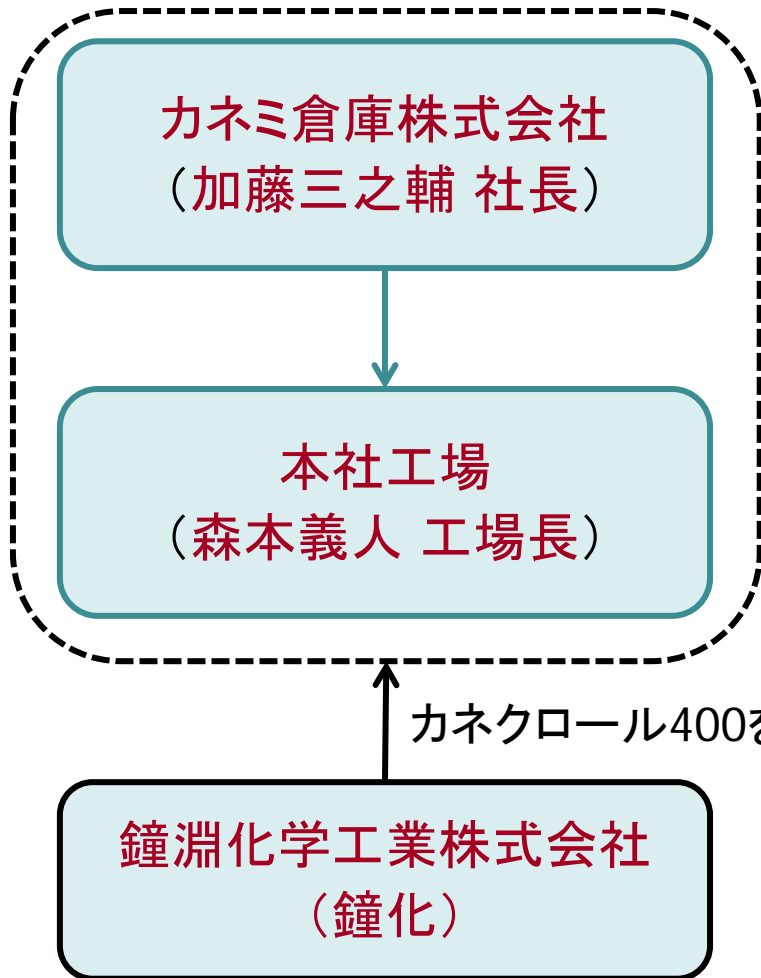 カネミ倉庫株式会社
（加藤三之輔 社長）
本社工場
（森本義人 工場長）
カネクロール400を
鐘淵化学工業株式会社
（鐘化）